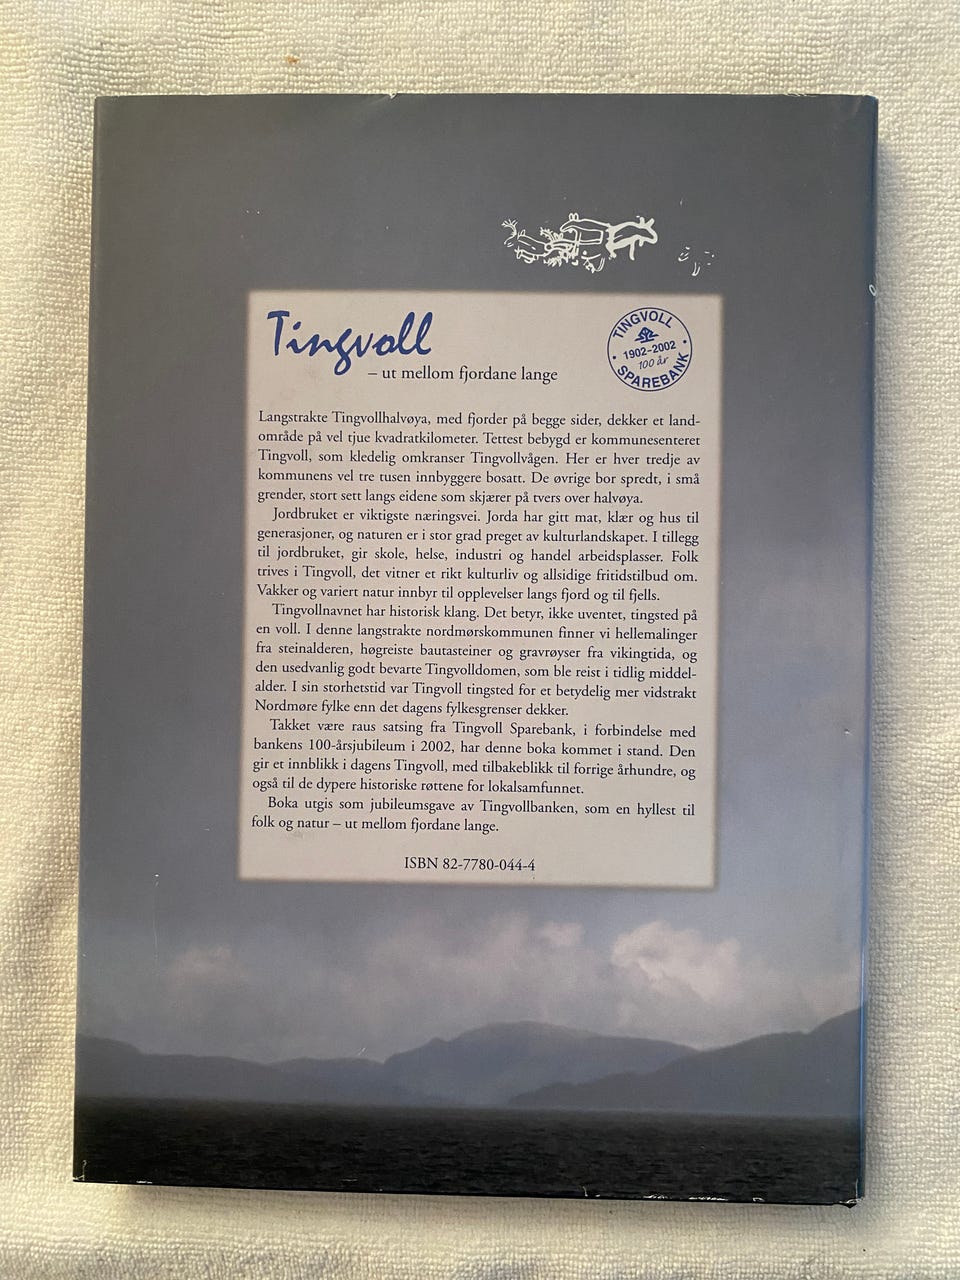 Tingvoll
– ut mellom fjordane lange
TINGVOLL
1902–2002
100 år
SPAREBANK
Langstrakte Tingvollhalvøya, med fjorder på begge sider, dekker et land-
område på vel tjue kvadratkilometer. Tettest bebygd er kommunesenteret
Tingvoll, som kledelig omkranser Tingvollvågen. Her er hver tredje av
kommunens vel tre tusen innbyggere bosatt. De øvrige bor spredt, i små
grender, stort sett langs eidene som skjærer på tvers over halvøya.
Jordbruket er viktigste næringsvei. Jorda har gitt mat, klær og hus til
generasjoner, og naturen er i stor grad preget av kulturlandskapet. I tillegg
til jordbruket, gir skole, helse, industri og handel arbeidsplasser. Folk
trives i Tingvoll, det vitner et rikt kulturliv og allsidige fritidstilbud om.
Vakker og variert natur innbyr til opplevelser langs fjord og til fjells.
Tingvollnavnet har historisk klang. Det betyr, ikke uventet, tingsted på
en voll. I denne langstrakte nordmørskommunen finner vi hellemalinger
fra steinalderen, høgreiste bautasteiner og gravrøyser fra vikingtida, og
den usedvanlig godt bevarte Tingvolldomen, som ble reist i tidlig middel-
alder. I sin storhetstid var Tingvoll tingsted for et betydelig mer vidstrakt
Nordmøre fylke enn det dagens fylkesgrenser dekker.
Takket være raus satsing fra Tingvoll Sparebank, i forbindelse med
bankens 100-årsjubileum i 2002, har denne boka kommet i stand. Den
gir et innblikk i dagens Tingvoll, med tilbakeblikk til forrige århundre, og
også til de dypere historiske røttene for lokalsamfunnet.
Boka utgis som jubileumsgave av Tingvollbanken, som en hyllest til
folk og natur – ut mellom fjordane lange.
ISBN 82-7780-044-4